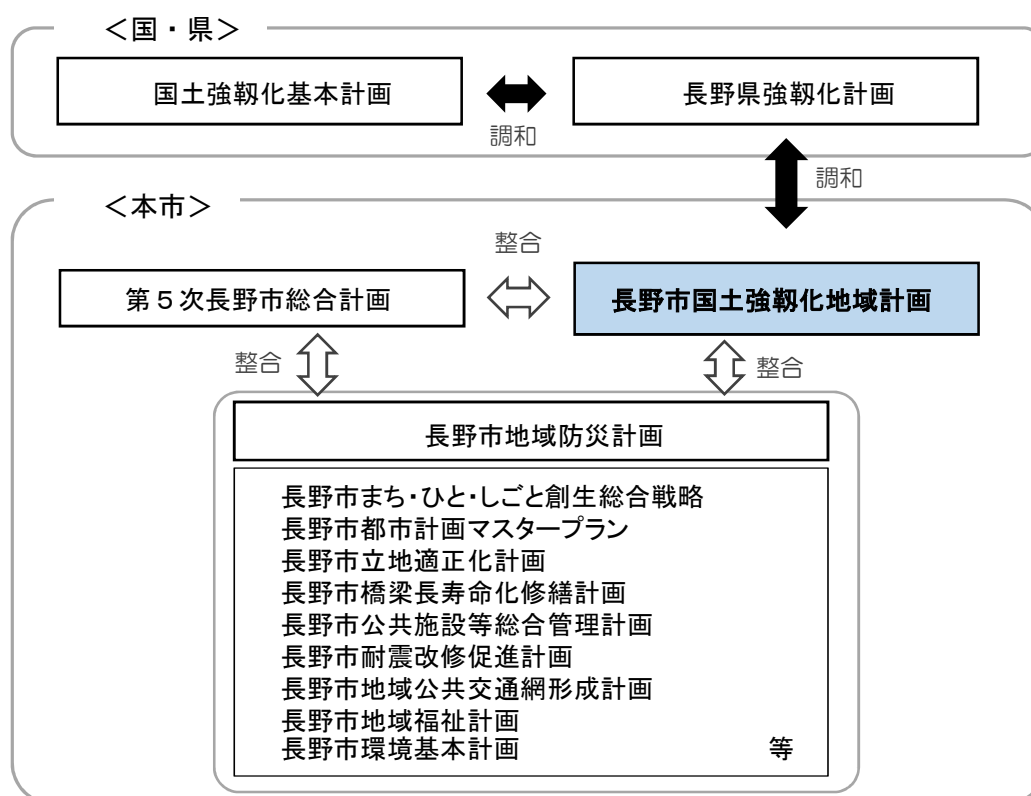 ＜国・県＞
国土強靱化基本計画
調和
長野県強靱化計画
調和
＜本市＞
整合
第５次長野市総合計画
長野市国土強靱化地域計画
整合
整合
長野市地域防災計画
長野市まち・ひと・しごと創生総合戦略
長野市都市計画マスタープラン
長野市立地適正化計画
長野市橋梁長寿命化修繕計画
長野市公共施設等総合管理計画
長野市耐震改修促進計画
長野市地域公共交通網形成計画
長野市地域福祉計画
長野市環境基本計画 等